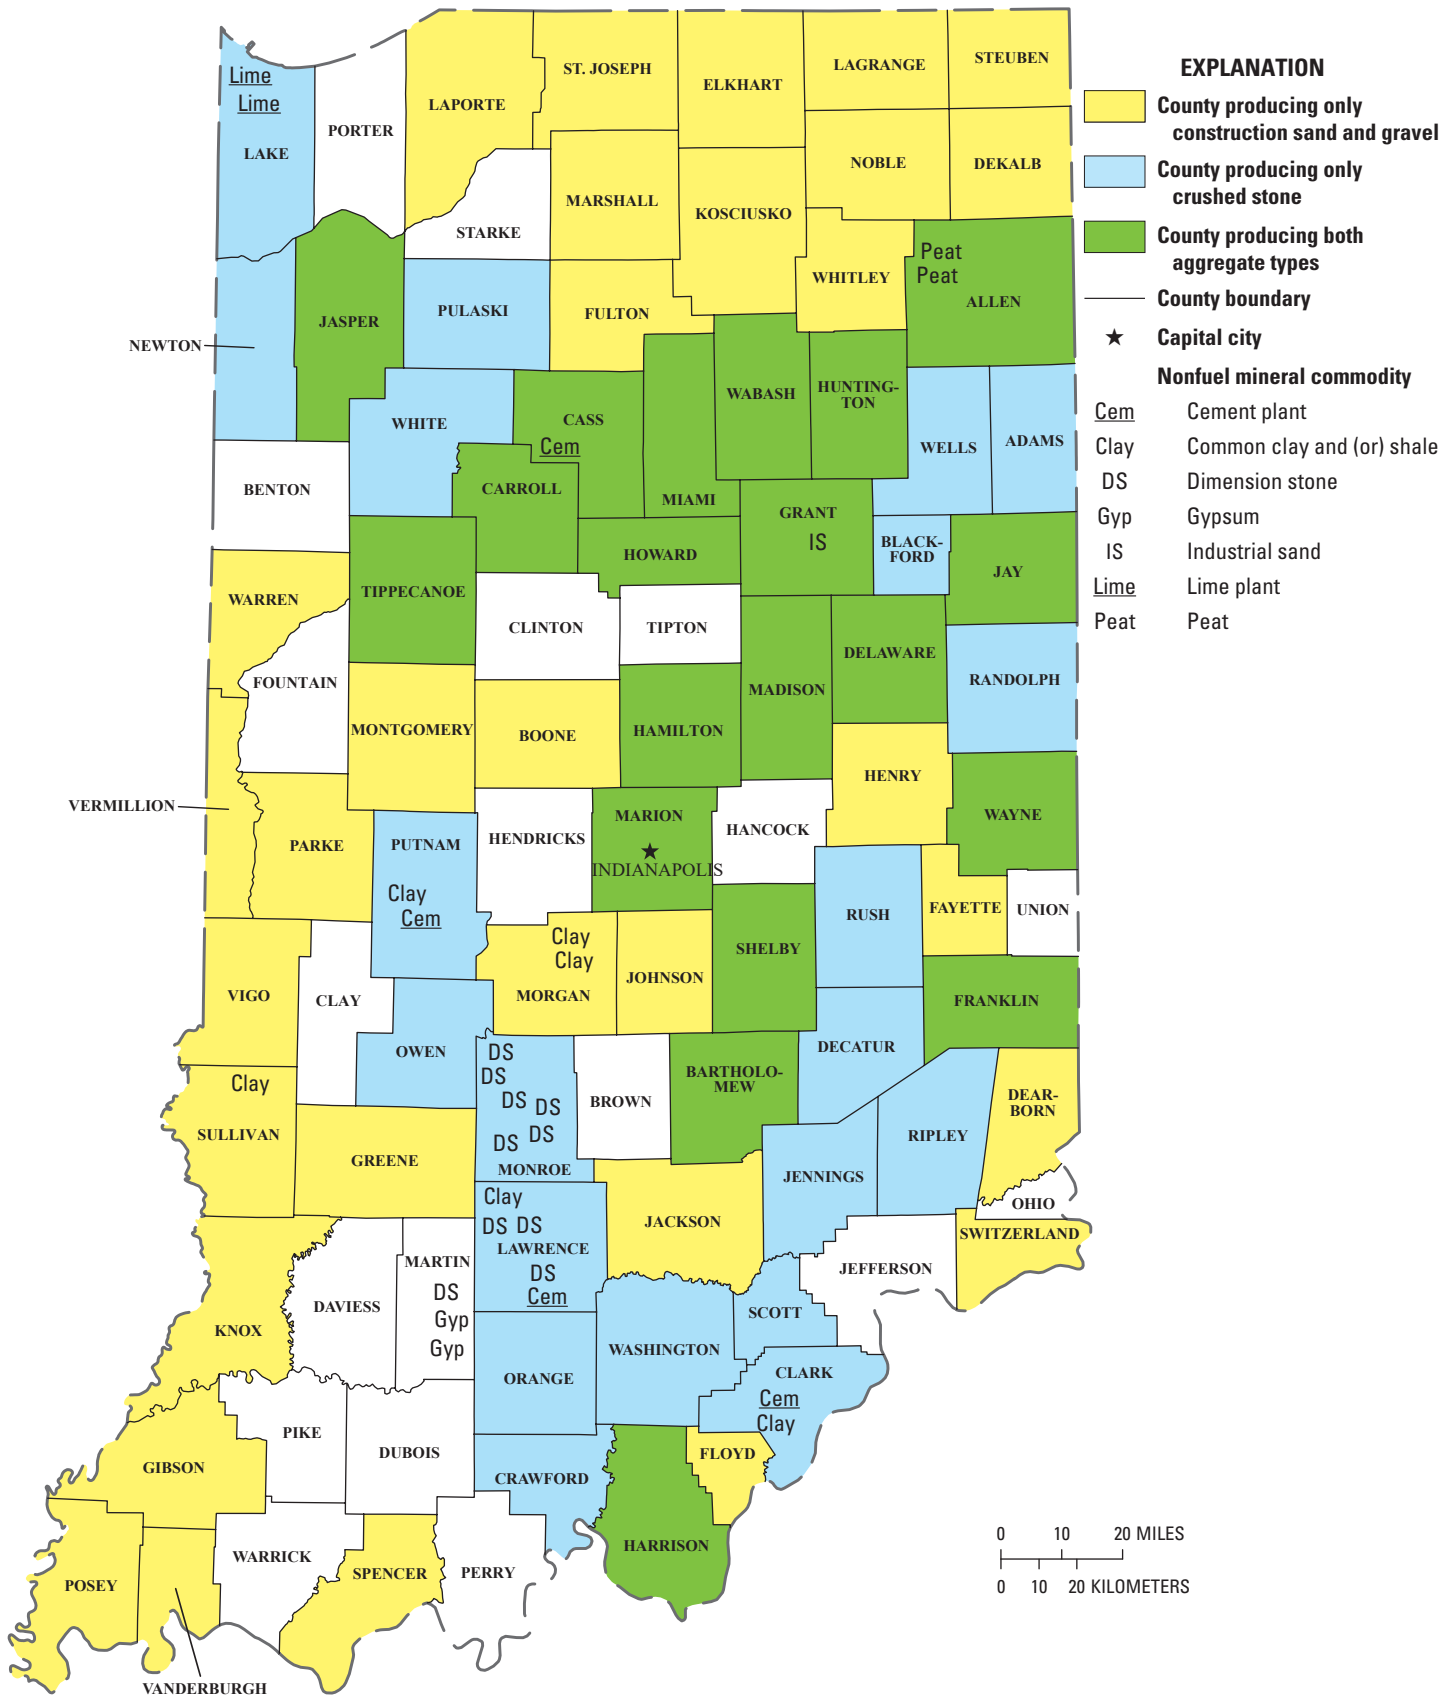 EXPLANATION
County producing only
construction sand and gravel
County producing only
crushed stone
County producing both
aggregate types
County boundary
Capital city
Nonfuel mineral commodity
Cem Cement plant
Clay Common clay and (or) shale
DS Dimension stone
Gyp Gypsum
IS Industrial sand
Lime Lime plant
Peat Peat
Lime
Lime
LAKE
PORTER
LAPORTE
ST. JOSEPH
ELKHART
LAGRANGE
STEUBEN
NOBLE
DEKALB
MARSHALL
KOSCIUSKO
STARKE
WHITLEY
Peat
Peat
ALLEN
NEWTON
JASPER
PULASKI
FULTON
WHITE
CASS
Cem
MIAMI
WABASH
HUNTING-
TON
WELLS
ADAMS
BENTON
CARROLL
GRANT
IS
HOWARD
BLACK-
FORD
JAY
WARREN
TIPPECANOE
CLINTON
TIPTON
MADISON
DELAWARE
RANDOLPH
FOUNTAIN
MONTGOMERY
BOONE
HAMILTON
HENRY
WAYNE
VERMILLION
PARKE
PUTNAM
Clay
Cem
HENDRICKS
MARION
INDIANAPOLIS
HANCOCK
RUSH
FAYETTE
UNION
VIGO
CLAY
Clay
Clay
MORGAN
JOHNSON
SHELBY
FRANKLIN
OWEN
DS
DS
DS DS
DS DS
MONROE
BROWN
BARTHOLO-
MEW
DECATUR
DEAR-
BORN
Clay
SULLIVAN
GREENE
RIPLEY
JENNINGS
OHIO
SWITZERLAND
JEFFERSON
Clay
DS DS
LAWRENCE
DS
Cem
JACKSON
MARTIN
DS
Gyp
Gyp
DAVIESS
KNOX
SCOTT
WASHINGTON
ORANGE
CLARK
Cem
Clay
FLOYD
PIKE
DUBOIS
GIBSON
CRAWFORD
HARRISON
POSEY
WARRICK
SPENCER
PERRY
VANDERBURGH
0 10 20 MILES
0 10 20 KILOMETERS